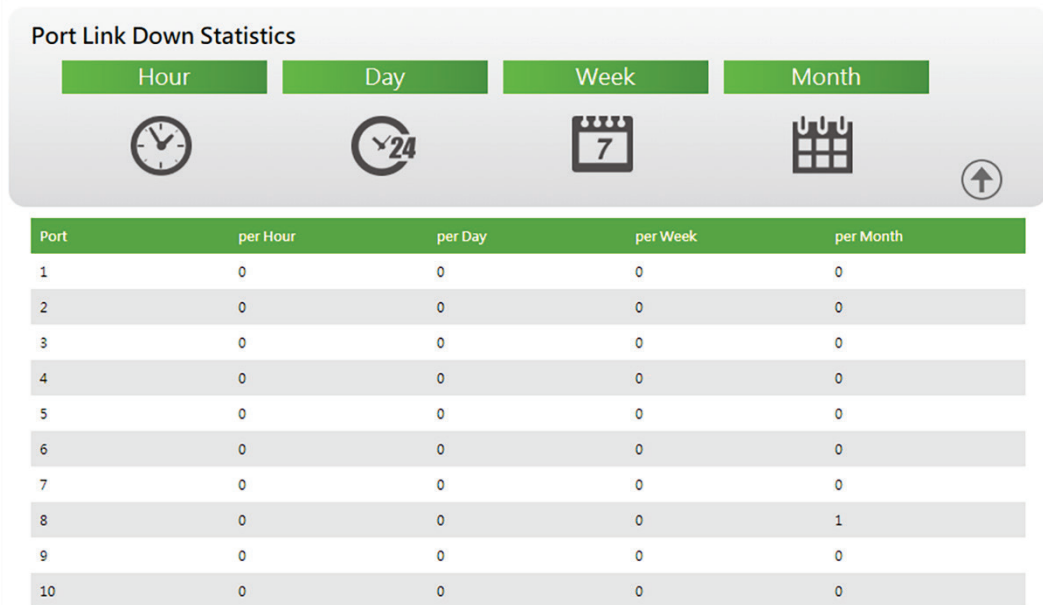 Port Link Down Statistics
Hour Day Week Month
24 7
Port per Hour per Day per Week per Month
1 0 0 0 0
2 0 0 0 0
3 0 0 0 0
4 0 0 0 0
5 0 0 0 0
6 0 0 0 0
7 0 0 0 0
8 0 0 0 1
9 0 0 0 0
10 0 0 0 0